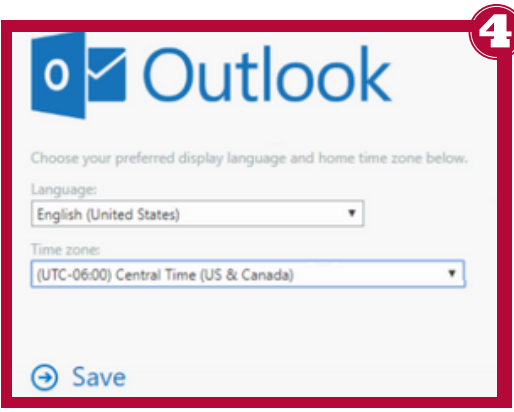 4
Outlook
Choose your preferred display language and home time zone below.
Language:
English (United States)
Time zone:
(UTC-06:00) Central Time (US & Canada)
Save